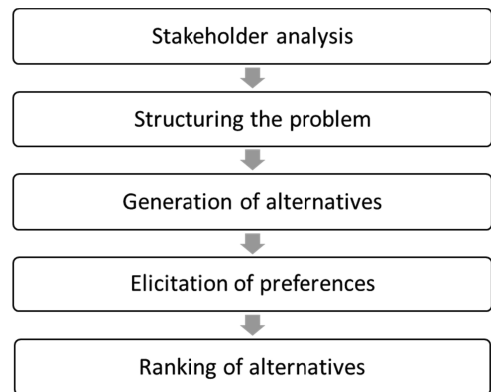 Stakeholder analysis
Structuring the problem
Generation of alternatives
Elicitation of preferences
Ranking of alternatives